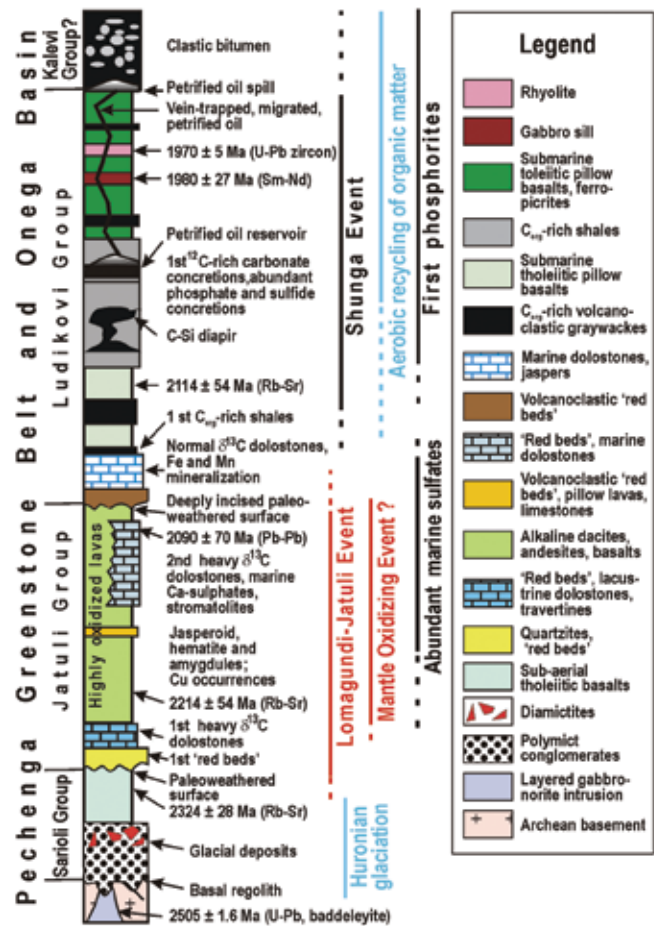 Pechenga Greenstone Belt and Onega Basin
Kalevi Group?
Ludikovi Group
Jatuli Group
Sarioli Group
Highly oxidized lavas
Clastic bitumen
Petrified oil spill
Vein-trapped, migrated,
petrified oil
1970 ± 5 Ma (U-Pb zircon)
1980 ± 27 Ma (Sm-Nd)
Petrified oil reservoir
1st ¹²C-rich carbonate
concretions,abundant
phosphate and sulfide
concretions
C-Si diapir
2114 ± 54 Ma (Rb-Sr)
1 st Corg-rich shales
Normal δ¹³C dolostones,
Fe and Mn
mineralization
Deeply incised paleo-
weathered surface
2090 ± 70 Ma (Pb-Pb)
2nd heavy δ¹³C
dolostones, marine
Ca-sulphates,
stromatolites
Jasperoid,
hematite and
amygdules;
Cu occurrences
2214 ± 54 Ma (Rb-Sr)
1st heavy δ¹³C
dolostones
1st 'red beds'
Paleoweathered
surface
2324 ± 28 Ma (Rb-Sr)
Glacial deposits
Basal regolith
2505 ± 1.6 Ma (U-Pb, baddeleyite)
Shunga Event
Lomagundi-Jatuli Event
Aerobic recycling of organic matter
Mantle Oxidizing Event ?
Huronian
glaciation
First phosphorites
Abundant marine sulfates
Legend
Rhyolite
Gabbro sill
Submarine
toleiitic pillow
basalts, ferro-
picrites
Corg-rich shales
Submarine
tholeiitic pillow
basalts
Corg-rich volcano-
clastic graywackes
Marine dolostones,
jaspers
Volcanoclastic 'red
beds'
'Red beds', marine
dolostones
Volcanoclastic 'red
beds', pillow lavas,
limestones
Alkaline dacites,
andesites, basalts
'Red beds', lacus-
trine dolostones,
travertines
Quartzites,
'red beds'
Sub-aerial
tholeiitic basalts
Diamictites
Polymict
conglomerates
Layered gabbro-
norite intrusion
Archean basement